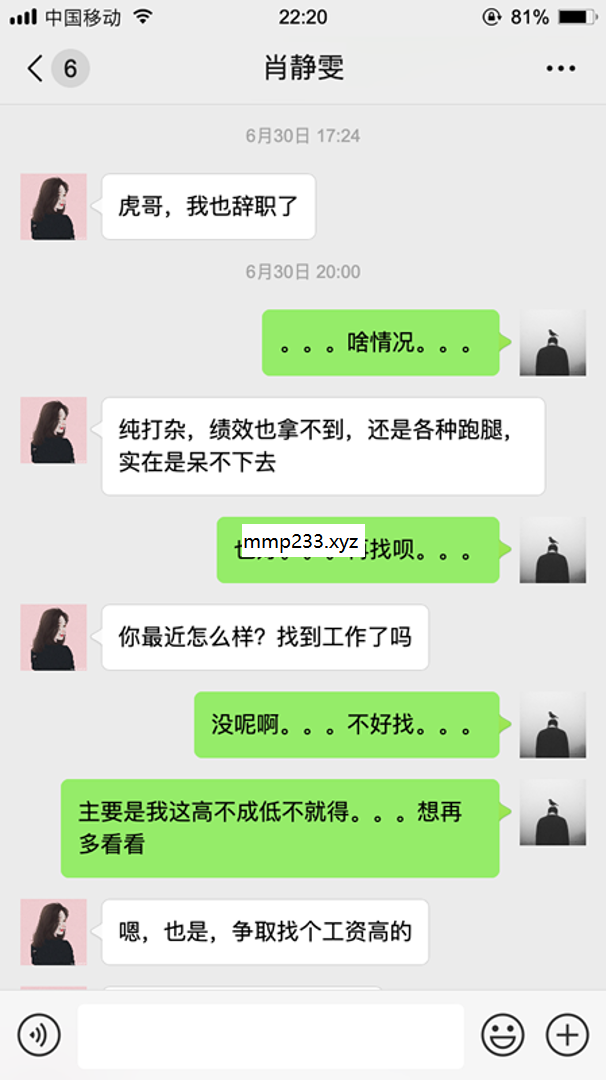 中国移动
22:20
81%
6
肖静雯
6月30日 17:24
虎哥，我也辞职了
6月30日 20:00
。。。啥情况。。。
纯打杂，绩效也拿不到，还是各种跑腿，
实在是呆不下去
mmp233.xyz
找呗。。。
你最近怎么样？找到工作了吗
没呢啊。。。不好找。。。
主要是我这高不成低不就得。。。想再
多看看
嗯，也是，争取找个工资高的